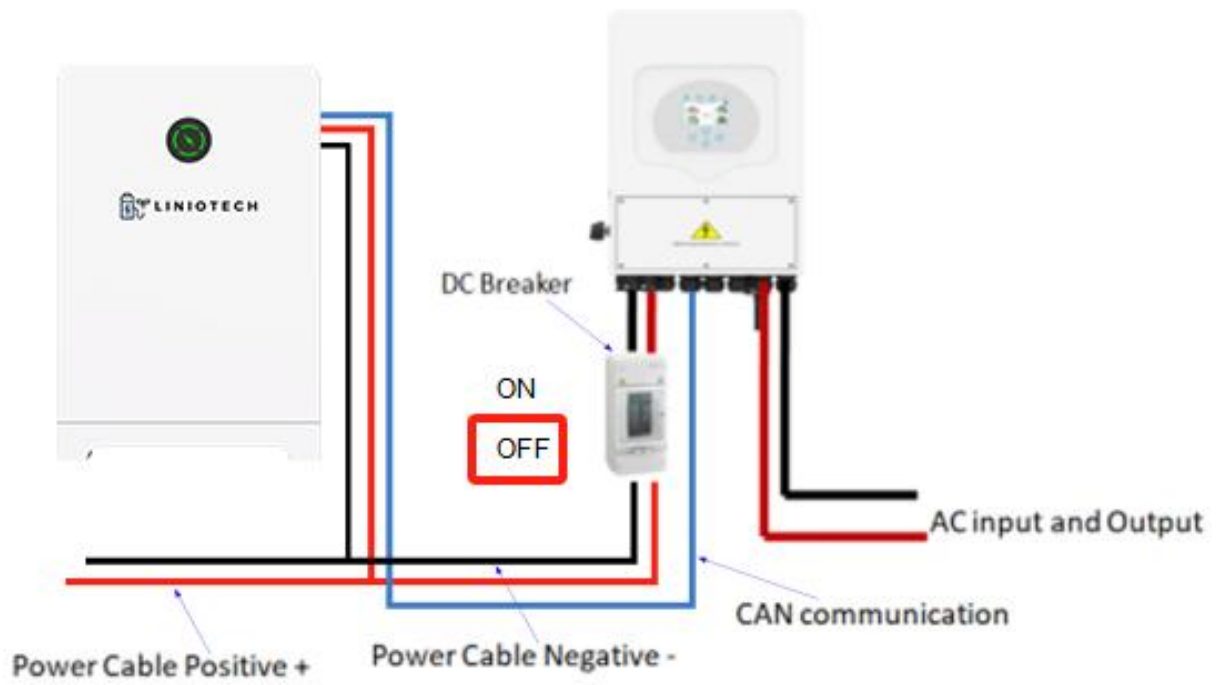 LINIOTECH
DC Breaker
ON
OFF
AC input and Output
CAN communication
Power Cable Negative -
Power Cable Positive +